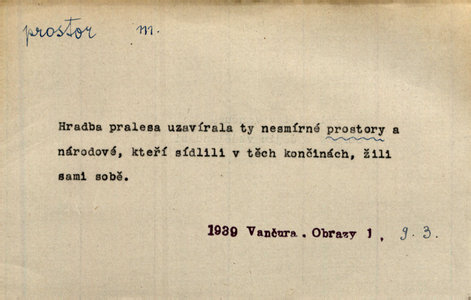 prostor m.
Hradba pralesa uzavírala ty nesmírné prostory a
národové, kteří sídlili v těch končinách, žili
sami sobě.
1939 Vančura. Obrazy 1, 9.3.